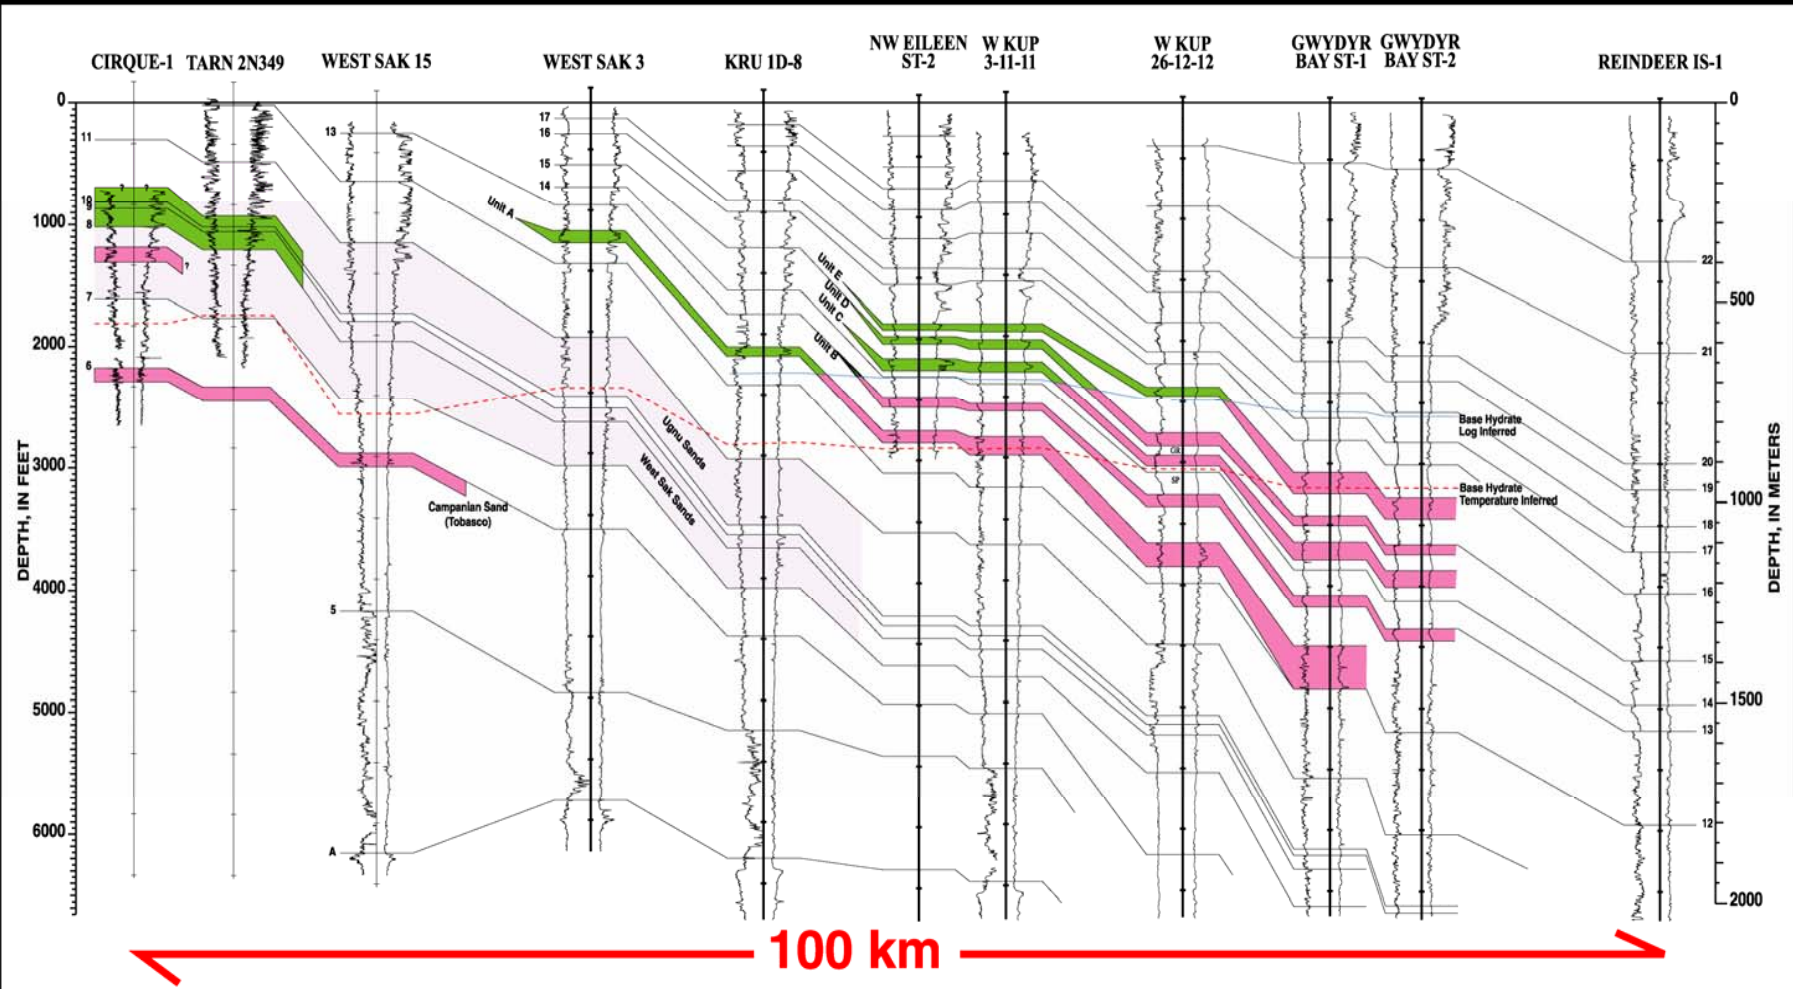 CIRQUE-1
TARN 2N349
WEST SAK 15
WEST SAK 3
KRU 1D-8
NW EILEEN
ST-2
W KUP
3-11-11
W KUP
26-12-12
GWYDYR
BAY ST-1
GWYDYR
BAY ST-2
REINDEER IS-1
DEPTH, IN FEET
0
1000
2000
3000
4000
5000
6000
11
10
9
8
7
6
?
?
?
13
5
A
17
16
15
14
Unit A
Unit E
Unit D
Unit C
Unit B
Ugnu Sands
West Sak Sands
Campanian Sand
(Tobasco)
GR
SP
Base Hydrate
Log Inferred
Base Hydrate
Temperature Inferred
22
21
20
19
18
17
16
15
14
13
12
0
500
1000
1500
2000
DEPTH, IN METERS
100 km